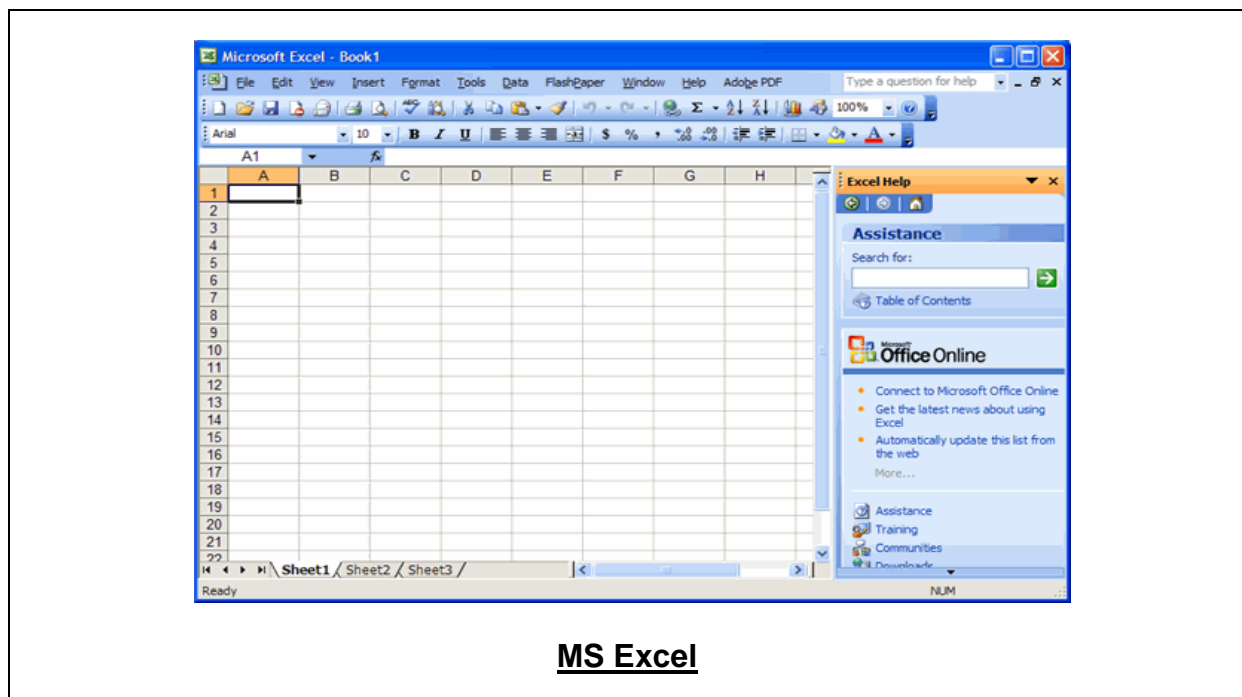 Microsoft Excel - Book1
File Edit View Insert Format Tools Data FlashPaper Window Help Adobe PDF Type a question for help
100%
Arial 10 B I U $ % , A
A1 fx
A B C D E F G H
1
2
3
4
5
6
7
8
9
10
11
12
13
14
15
16
17
18
19
20
21
22
Sheet1 Sheet2 Sheet3
Ready NUM
Excel Help
Assistance
Search for:
Table of Contents
Microsoft
Office Online
Connect to Microsoft Office Online
Get the latest news about using
Excel
Automatically update this list from
the web
More...
Assistance
Training
Communities
Downloads
MS Excel